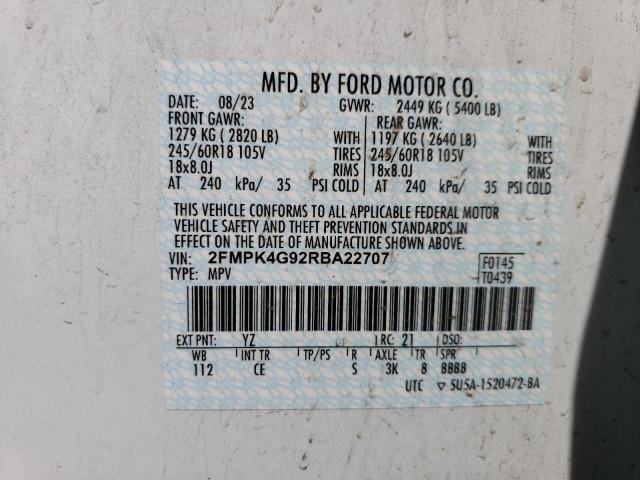 MFD. BY FORD MOTOR CO.
DATE: 08/23 GVWR: 2449 KG ( 5400 LB)
FRONT GAWR: REAR GAWR:
1279 KG ( 2820 LB) WITH 1197 KG ( 2640 LB) WITH
245/60R18 105V TIRES 245/60R18 105V TIRES
18x8.0J RIMS 18x8.0J RIMS
AT 240 kPa/ 35 PSI COLD AT 240 kPa/ 35 PSI COLD
THIS VEHICLE CONFORMS TO ALL APPLICABLE FEDERAL MOTOR
VEHICLE SAFETY AND THEFT PREVENTION STANDARDS IN
EFFECT ON THE DATE OF MANUFACTURE SHOWN ABOVE.
VIN: 2FMPK4G92RBA22707 F0145
TYPE: MPV T0439
EXT PNT: YZ RC: 21 DSO:
WB INT TR TP/PS R AXLE TR SPR
112 CE S 3K 8 BBBB
UTC ▽ 5U5A-1520472-BA